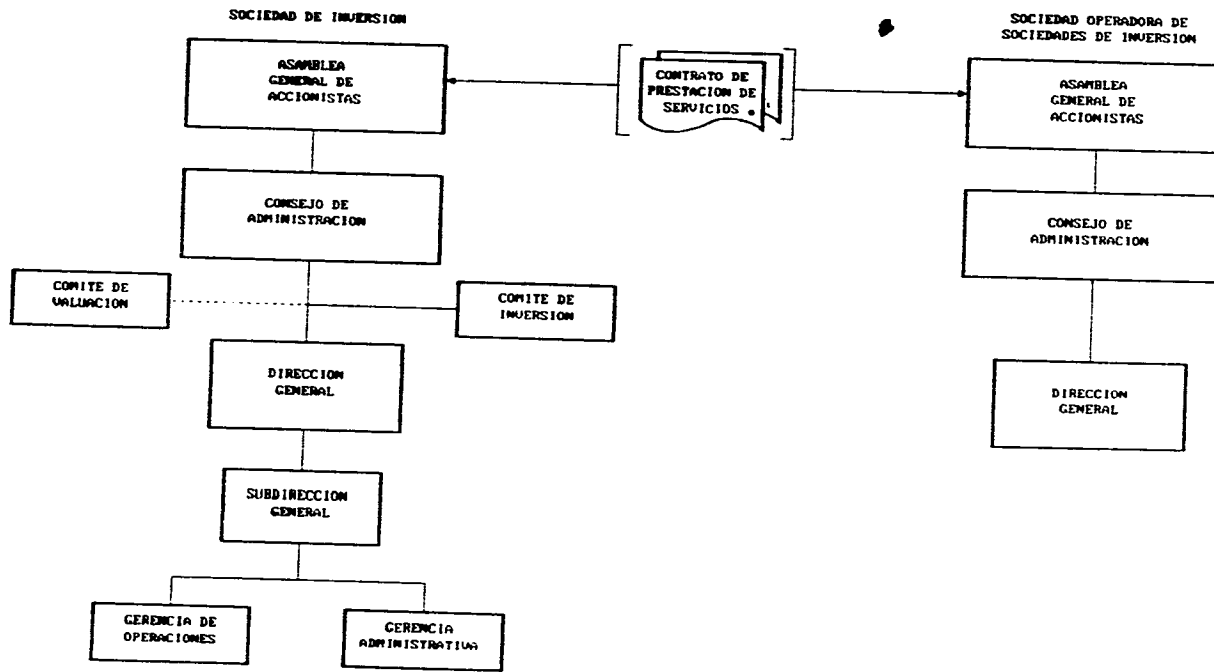 SOCIEDAD DE INVERSION
ASAMBLEA
GENERAL DE
ACCIONISTAS
CONSEJO DE
ADMINISTRACION
COMITE DE
VALUACION
COMITE DE
INVERSION
DIRECCION
GENERAL
SUBDIRECCION
GENERAL
GERENCIA DE
OPERACIONES
GERENCIA
ADMINISTRATIVA
CONTRATO DE
PRESTACION DE
SERVICIOS
SOCIEDAD OPERADORA DE
SOCIEDADES DE INVERSION
ASAMBLEA
GENERAL DE
ACCIONISTAS
CONSEJO DE
ADMINISTRACION
DIRECCION
GENERAL